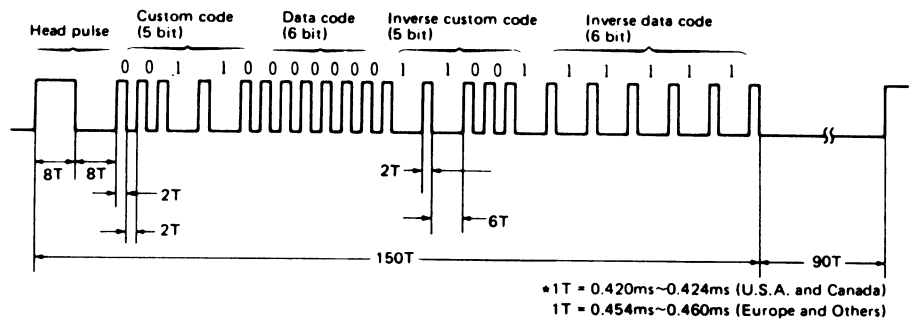 Head pulse
Custom code
(5 bit)
Data code
(6 bit)
Inverse custom code
(5 bit)
Inverse data code
(6 bit)
0 0 1 1 0 0 0 0 0 0 0 1 1 0 0 1 1 1 1 1 1
8T 8T 2T
2T
2T
6T
150T 90T
*1T = 0.420ms~0.424ms (U.S.A. and Canada)
1T = 0.454ms~0.460ms (Europe and Others)